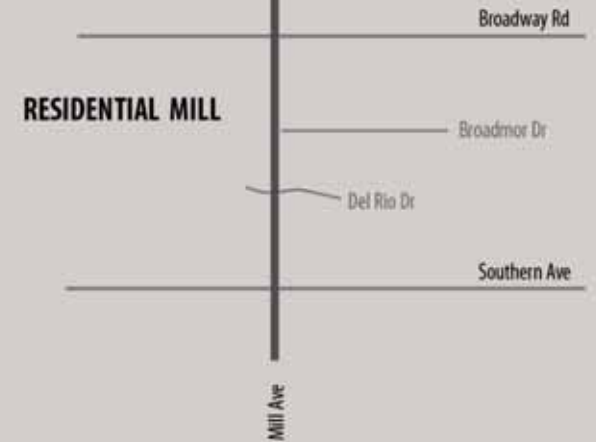 Broadway Rd
RESIDENTIAL MILL
Broadmor Dr
Del Rio Dr
Southern Ave
Mill Ave